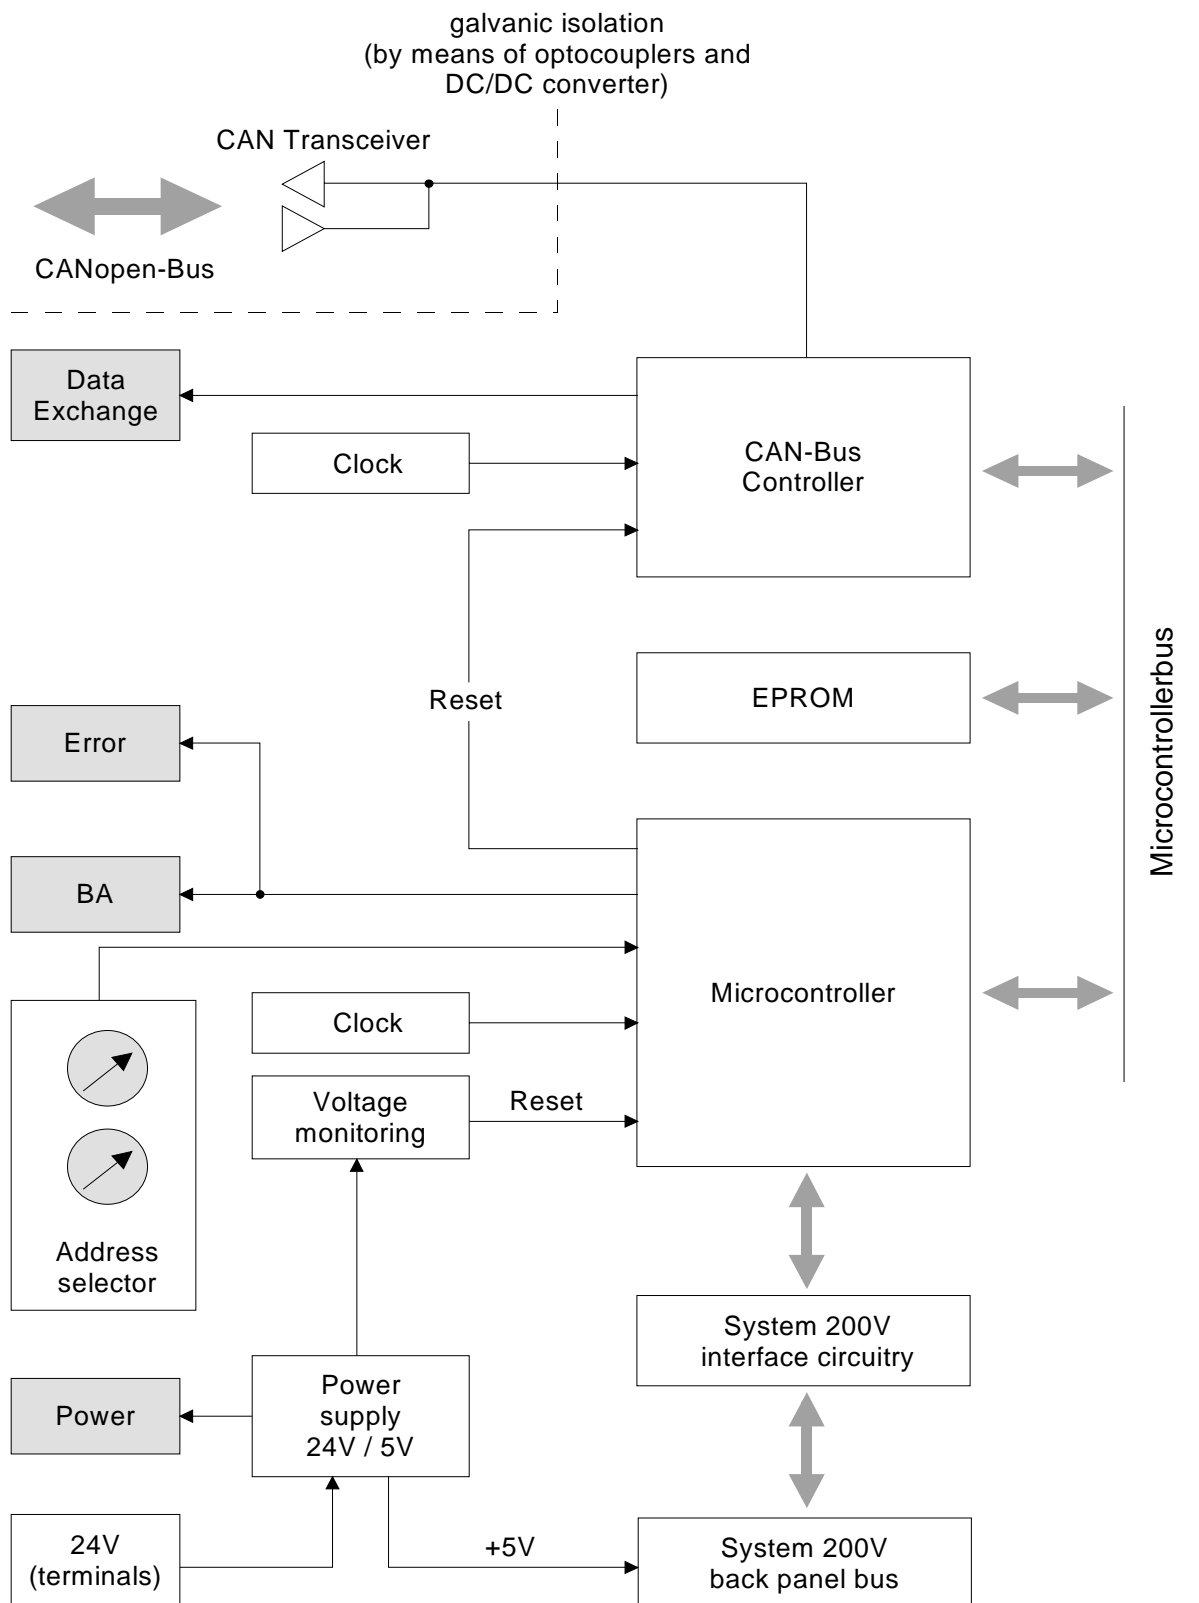 galvanic isolation
(by means of optocouplers and
DC/DC converter)
CAN Transceiver
CANopen-Bus
Data
Exchange
Clock
CAN-Bus
Controller
Reset
EPROM
Microcontrollerbus
Error
BA
Microcontroller
Clock
Voltage
monitoring
Reset
Address
selector
System 200V
interface circuitry
Power
Power
supply
24V / 5V
24V
(terminals)
+5V
System 200V
back panel bus